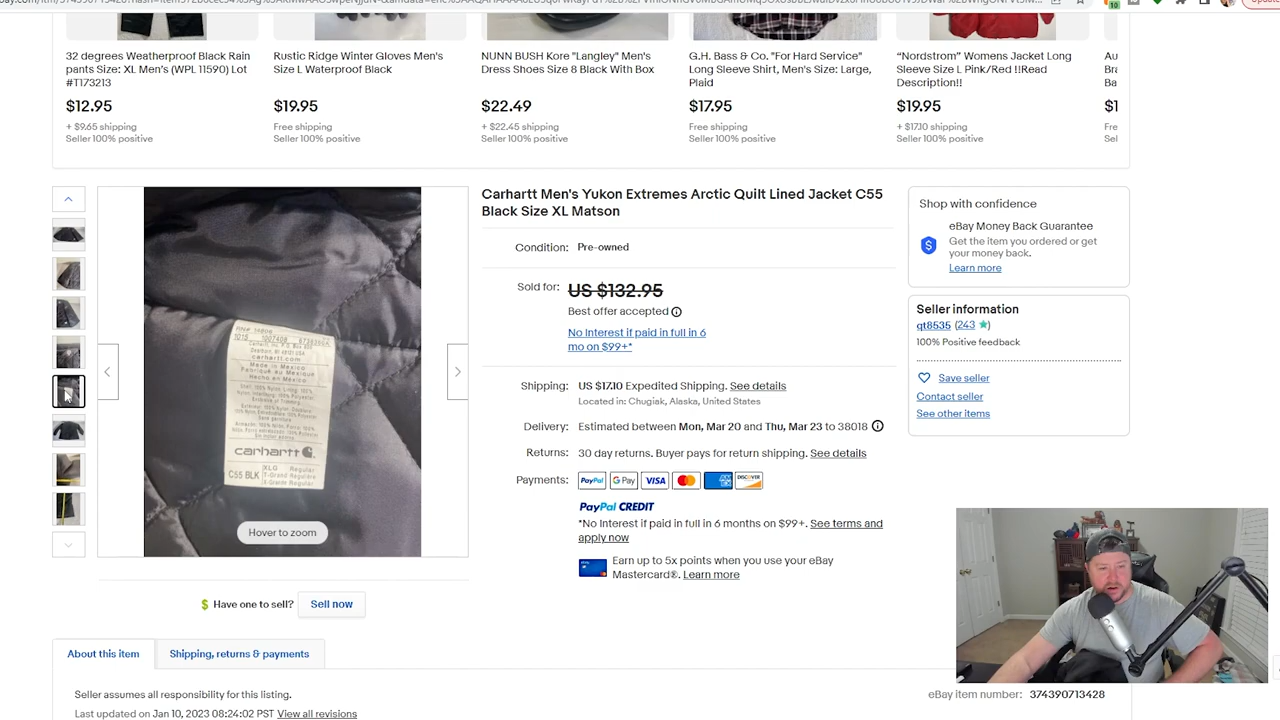 32 degrees Weatherproof Black Rain
pants Size: XL Men's (WPL 11590) Lot
#T173213
$12.95
+ $9.65 shipping
Seller 100% positive
Rustic Ridge Winter Gloves Men's
Size L Waterproof Black
$19.95
Free shipping
Seller 100% positive
NUNN BUSH Kore "Langley" Men's
Dress Shoes Size 8 Black With Box
$22.49
+ $22.45 shipping
Seller 100% positive
G.H. Bass & Co. "For Hard Service"
Long Sleeve Shirt, Men's Size: Large,
Plaid
$17.95
Free shipping
Seller 100% positive
“Nordstrom” Womens Jacket Long
Sleeve Size L Pink/Red !!Read
Description!!
$19.95
+ $17.10 shipping
Seller 100% positive
Au
Bra
Ba
$1
Fre
Sell
carhartt
C55 BLK
XLG Regular
Hover to zoom
Carhartt Men's Yukon Extremes Arctic Quilt Lined Jacket C55
Black Size XL Matson
Condition: Pre-owned
Sold for: US $132.95
Best offer accepted
No Interest if paid in full in 6
mo on $99+*
Shipping: US $17.10 Expedited Shipping. See details
Located in: Chugiak, Alaska, United States
Delivery: Estimated between Mon, Mar 20 and Thu, Mar 23 to 38018
Returns: 30 day returns. Buyer pays for return shipping. See details
Payments: PayPal G Pay VISA DISCOVER
PayPal CREDIT
*No Interest if paid in full in 6 months on $99+. See terms and
apply now
Earn up to 5x points when you use your eBay
Mastercard®. Learn more
Shop with confidence
eBay Money Back Guarantee
Get the item you ordered or get
your money back.
Learn more
Seller information
qt8535 (243)
100% Positive feedback
Save seller
Contact seller
See other items
Have one to sell? Sell now
About this item
Shipping, returns & payments
Seller assumes all responsibility for this listing.
Last updated on Jan 10, 2023 08:24:02 PST View all revisions
eBay item number: 374390713428